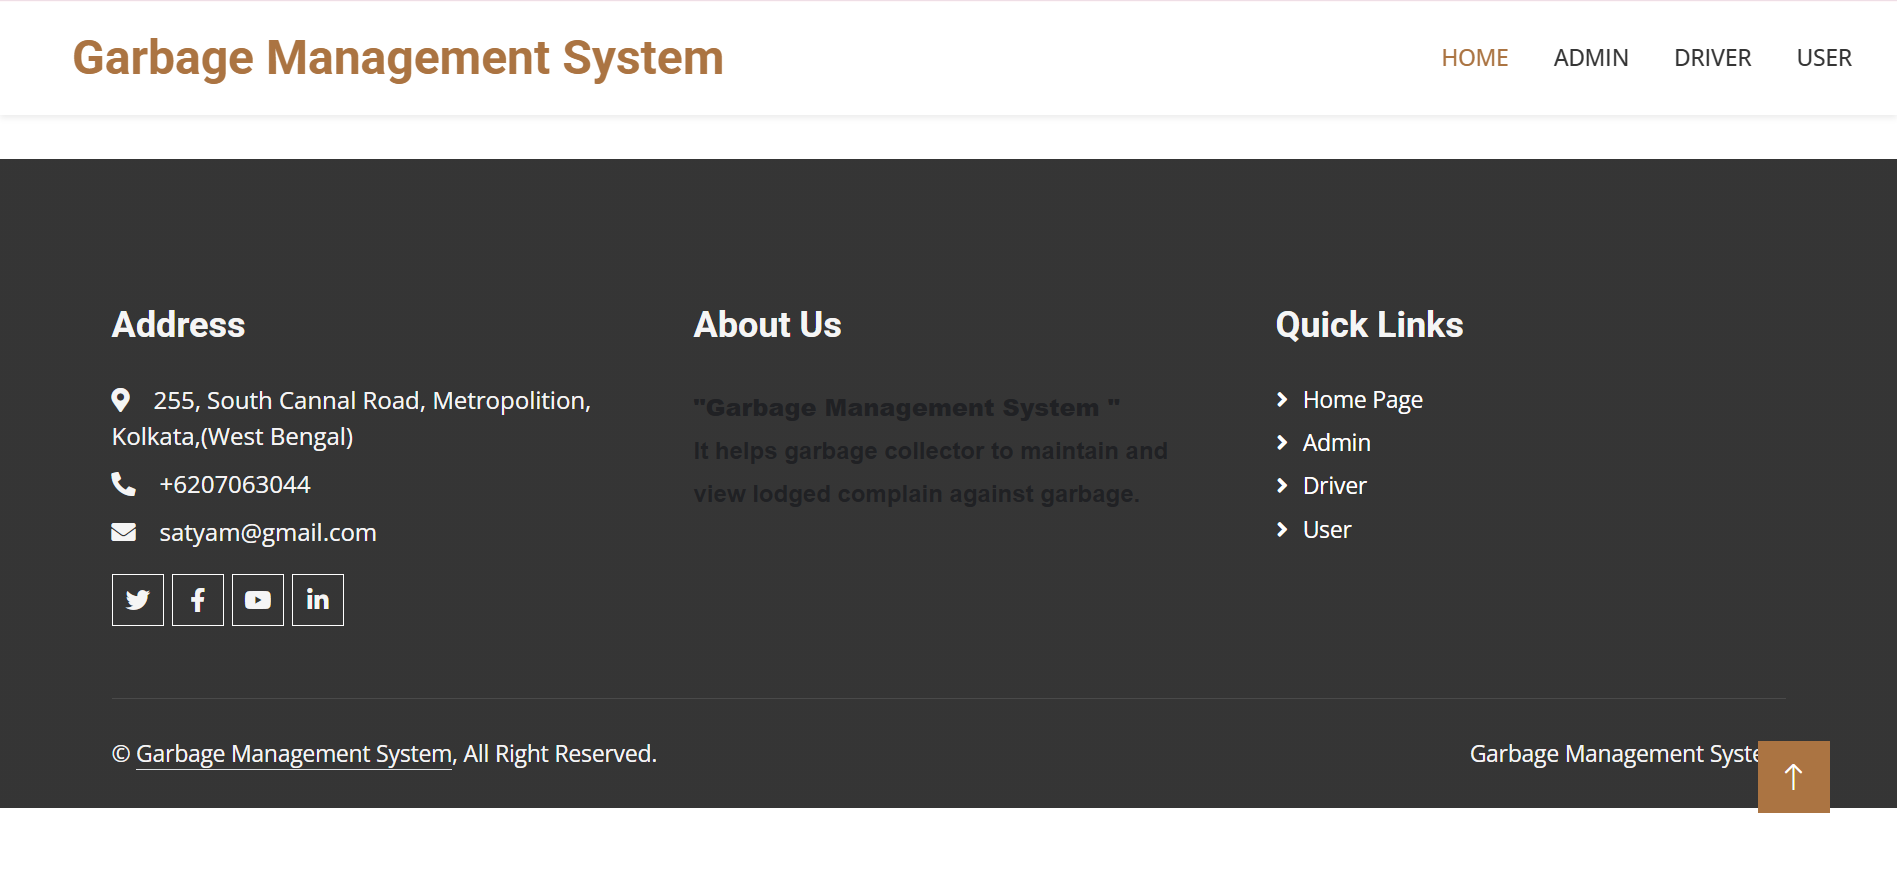 Garbage Management System
HOME ADMIN DRIVER USER
Address
255, South Cannal Road, Metropolition,
Kolkata,(West Bengal)
+6207063044
satyam@gmail.com
About Us
"Garbage Management System "
It helps garbage collector to maintain and
view lodged complain against garbage.
Quick Links
Home Page
Admin
Driver
User
© Garbage Management System, All Right Reserved.
Garbage Management Syste